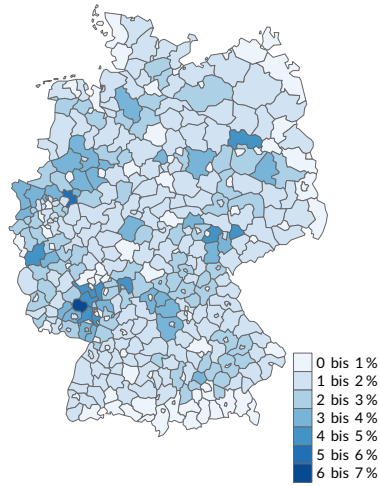 0 bis 1 %
1 bis 2 %
2 bis 3 %
3 bis 4 %
4 bis 5 %
5 bis 6 %
6 bis 7 %